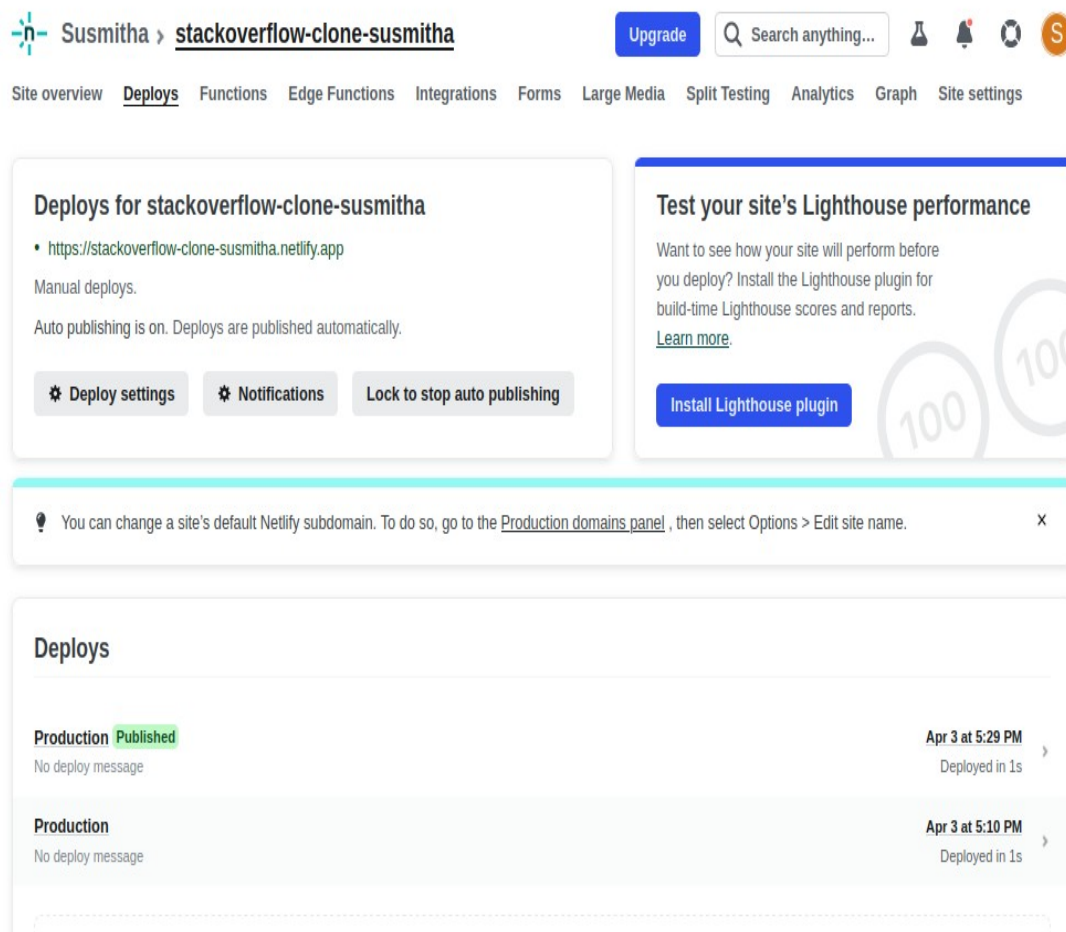 Susmitha › stackoverflow-clone-susmitha
Upgrade
Search anything...
S
Site overview Deploys Functions Edge Functions Integrations Forms Large Media Split Testing Analytics Graph Site settings
Deploys for stackoverflow-clone-susmitha
• https://stackoverflow-clone-susmitha.netlify.app
Manual deploys.
Auto publishing is on. Deploys are published automatically.
Deploy settings
Notifications
Lock to stop auto publishing
Test your site’s Lighthouse performance
Want to see how your site will perform before
you deploy? Install the Lighthouse plugin for
build-time Lighthouse scores and reports.
Learn more.
Install Lighthouse plugin
100
100
You can change a site’s default Netlify subdomain. To do so, go to the Production domains panel , then select Options > Edit site name.
Deploys
Production Published
No deploy message
Apr 3 at 5:29 PM
Deployed in 1s
Production
No deploy message
Apr 3 at 5:10 PM
Deployed in 1s